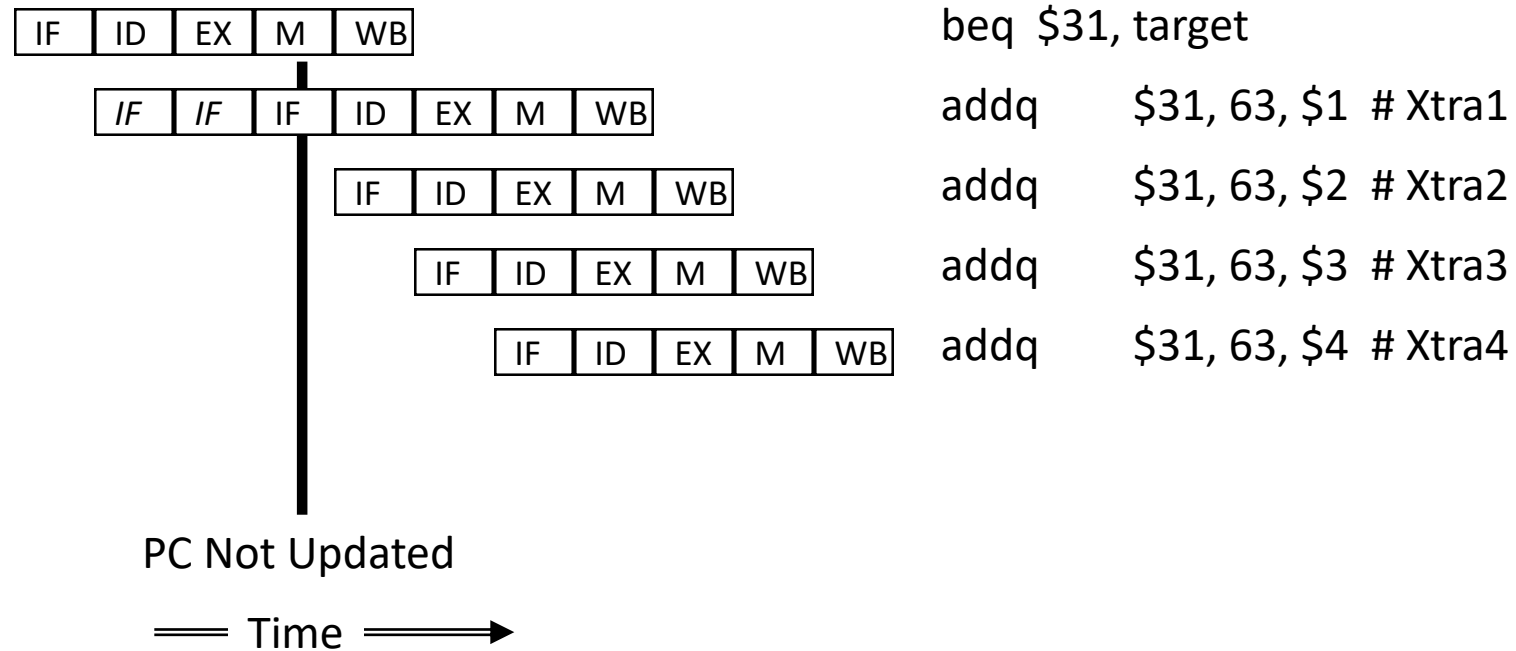 IF ID EX M WB beq $31, target
IF IF IF ID EX M WB addq $31, 63, $1 # Xtra1
IF ID EX M WB addq $31, 63, $2 # Xtra2
IF ID EX M WB addq $31, 63, $3 # Xtra3
IF ID EX M WB addq $31, 63, $4 # Xtra4
PC Not Updated
Time